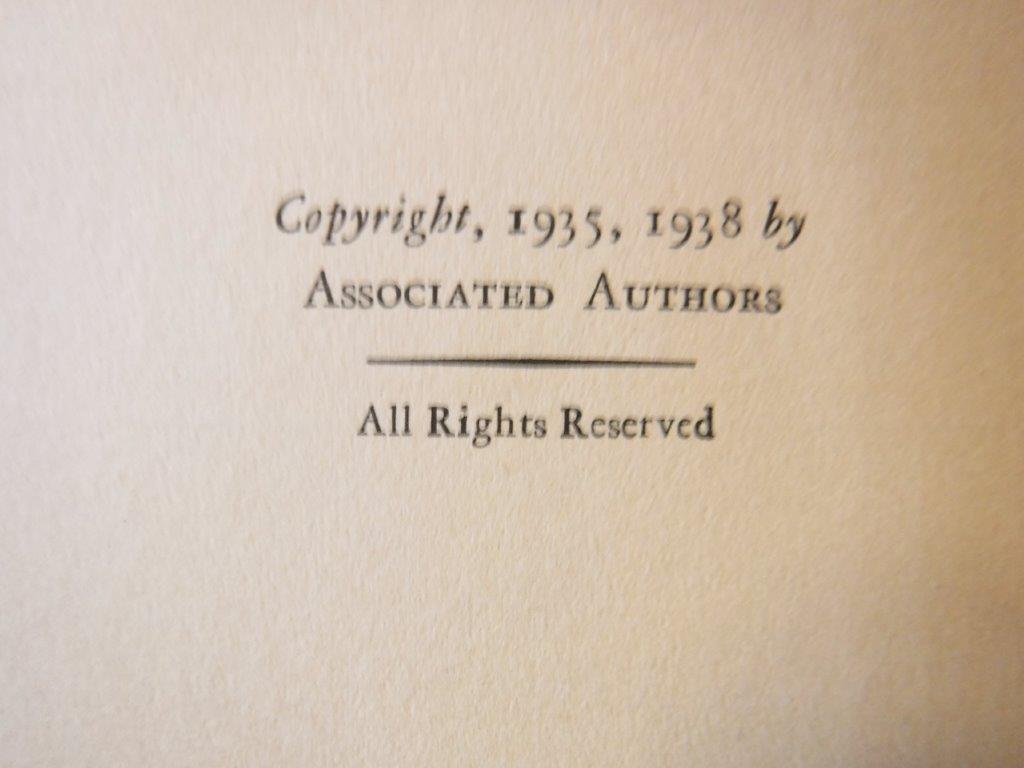 Copyright, 1935, 1938 by
ASSOCIATED AUTHORS
All Rights Reserved